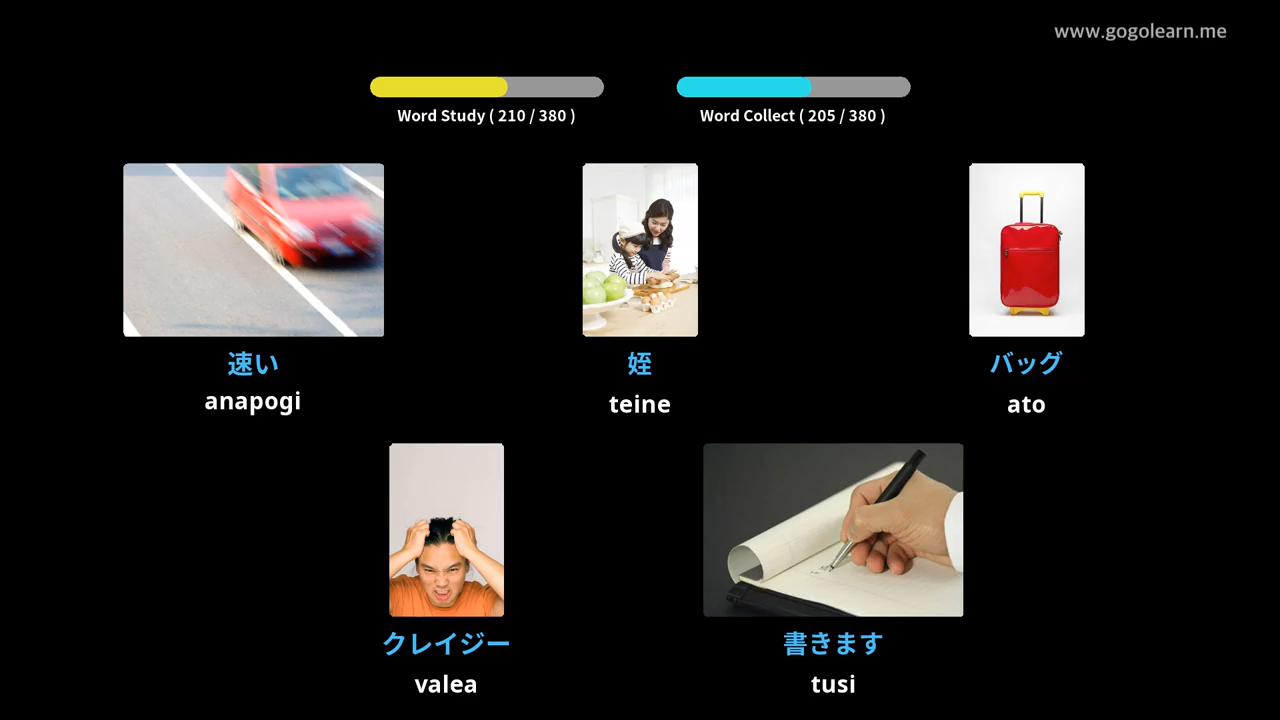 www.gogolearn.me
Word Study ( 210 / 380 )
Word Collect ( 205 / 380 )
速い
anapogi
姪
teine
バッグ
ato
クレイジー
valea
書きます
tusi